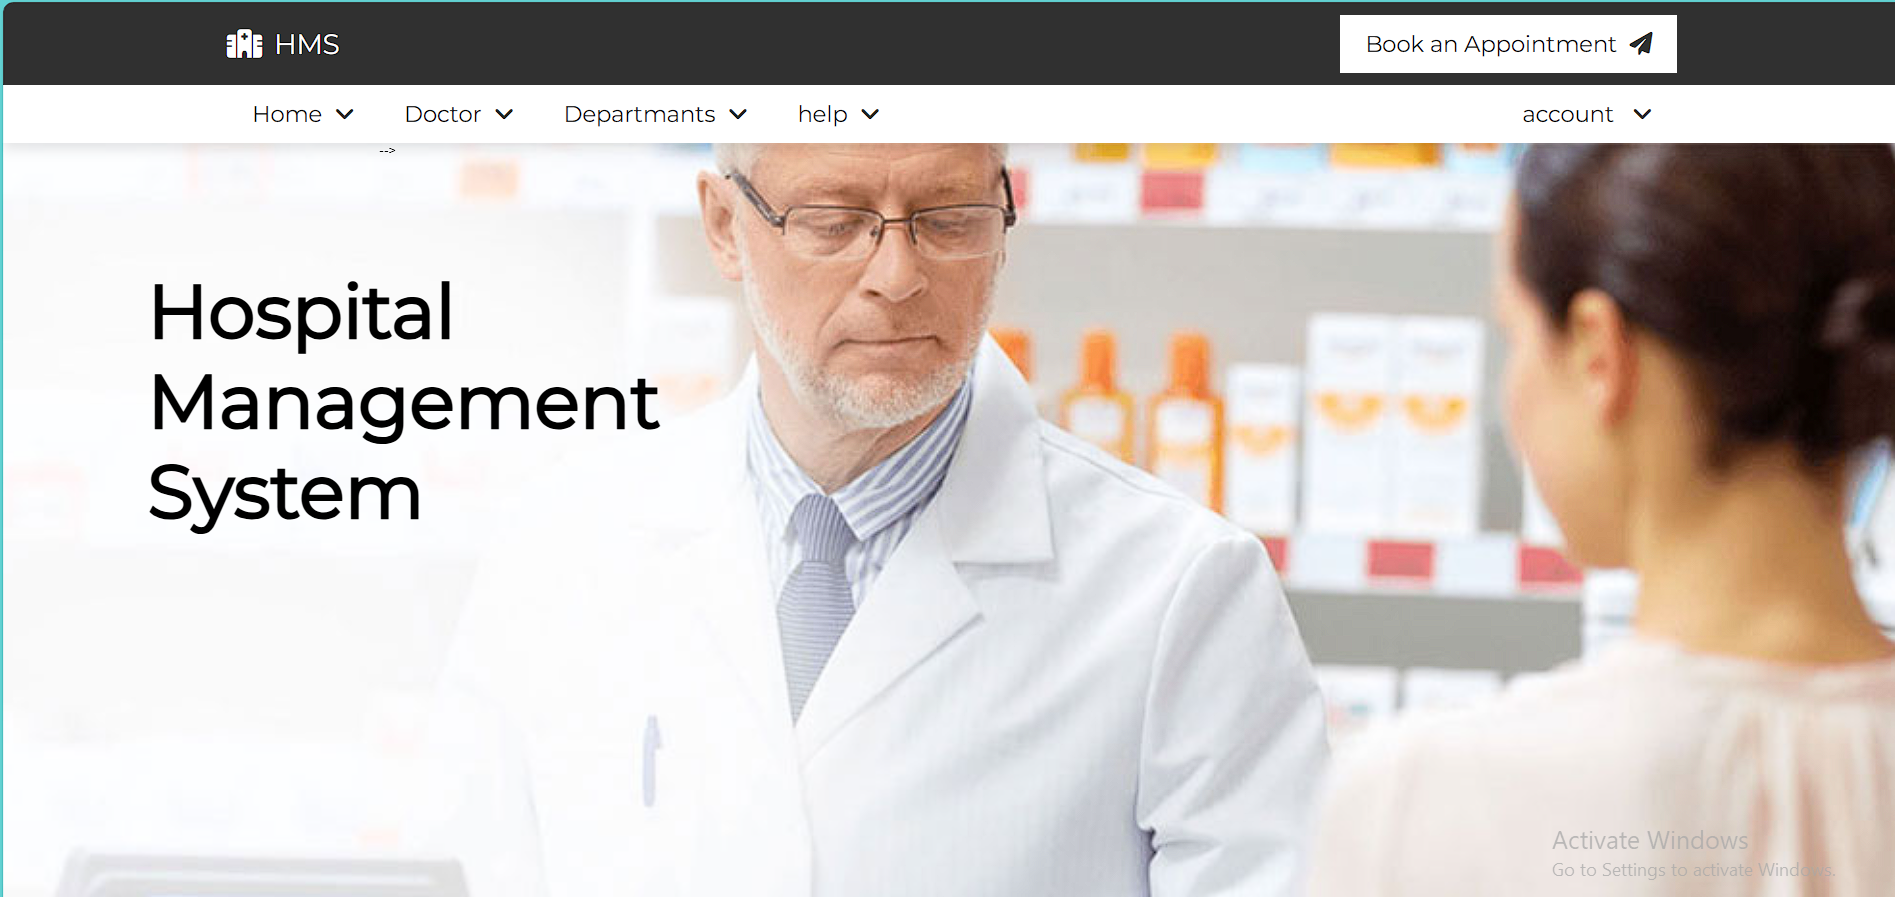 HMS
Book an Appointment
Home
Doctor
Departmants
help
account
-->
Hospital
Management
System
Activate Windows
Go to Settings to activate Windows.